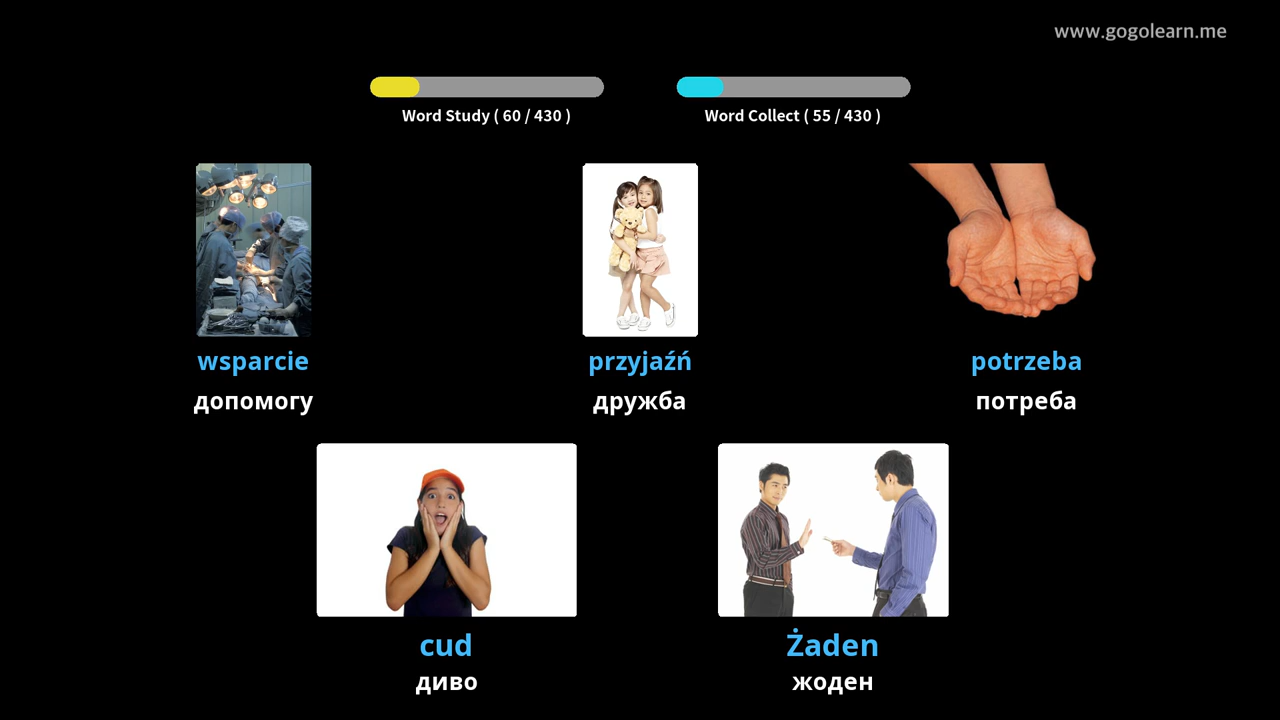 www.gogolearn.me
Word Study ( 60 / 430 )
Word Collect ( 55 / 430 )
wsparcie
допомогу
przyjaźń
дружба
potrzeba
потреба
cud
диво
Żaden
жоден